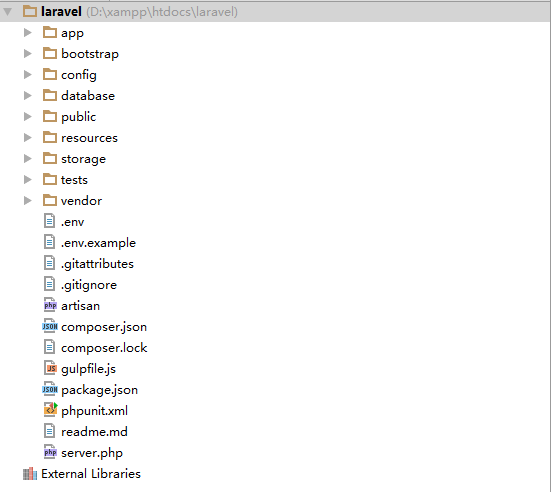 laravel (D:\xampp\htdocs\laravel)
app
bootstrap
config
database
public
resources
storage
tests
vendor
.env
.env.example
.gitattributes
.gitignore
php artisan
JSON composer.json
composer.lock
JS gulpfile.js
JSON package.json
phpunit.xml
readme.md
php server.php
External Libraries